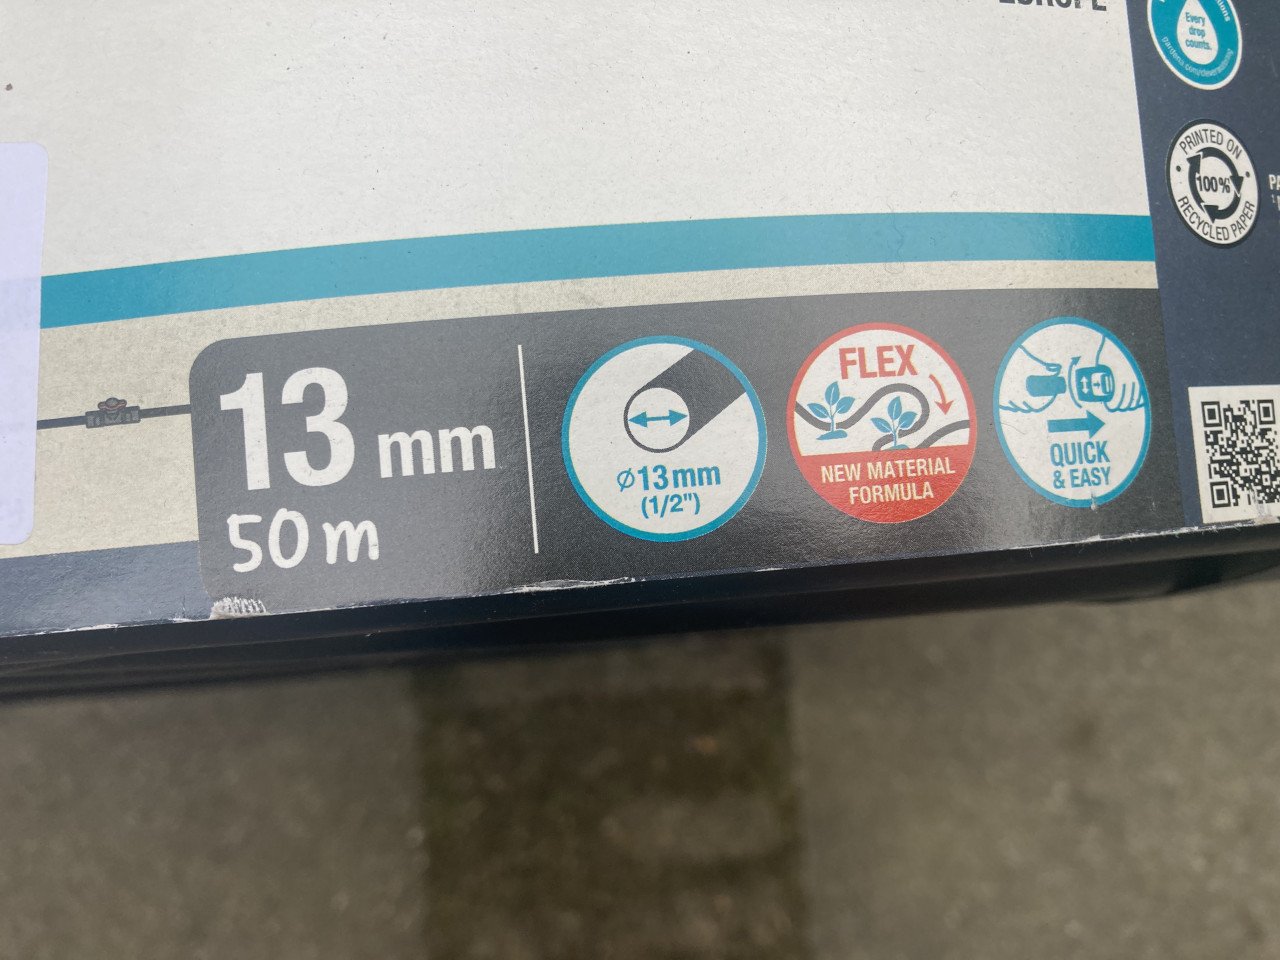 Every
drop
counts.
PRINTED ON
100%
RECYCLED PAPER
13 mm
50 m
Ø13 mm
(1/2")
FLEX
NEW MATERIAL
FORMULA
QUICK
& EASY